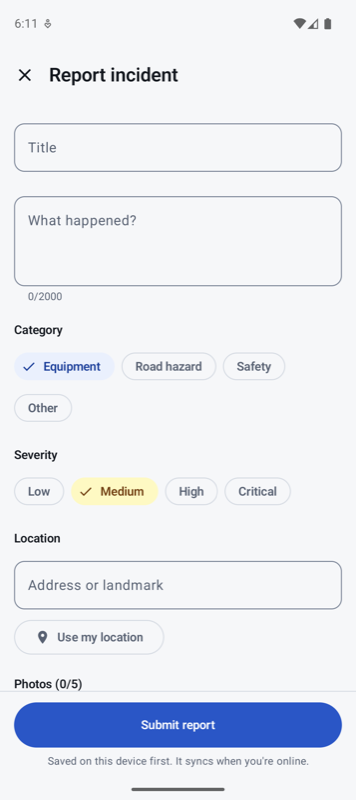 6:11
Report incident
Title
What happened?
0/2000
Category
Equipment
Road hazard
Safety
Other
Severity
Low
Medium
High
Critical
Location
Address or landmark
Use my location
Photos (0/5)
Submit report
Saved on this device first. It syncs when you're online.